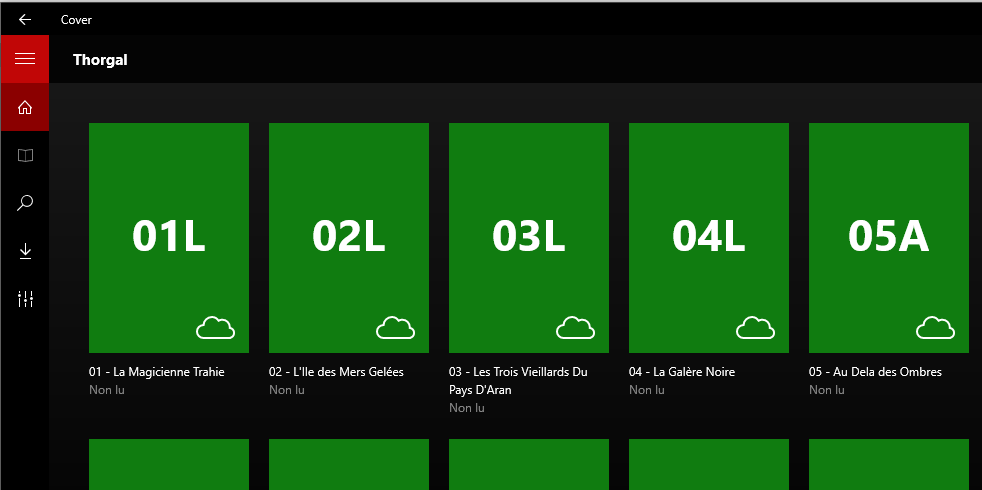 Cover
Thorgal
01L
02L
03L
04L
05A
01 - La Magicienne Trahie
Non lu
02 - L'Ile des Mers Gelées
Non lu
03 - Les Trois Vieillards Du
Pays D'Aran
Non lu
04 - La Galère Noire
Non lu
05 - Au Dela des Ombres
Non lu